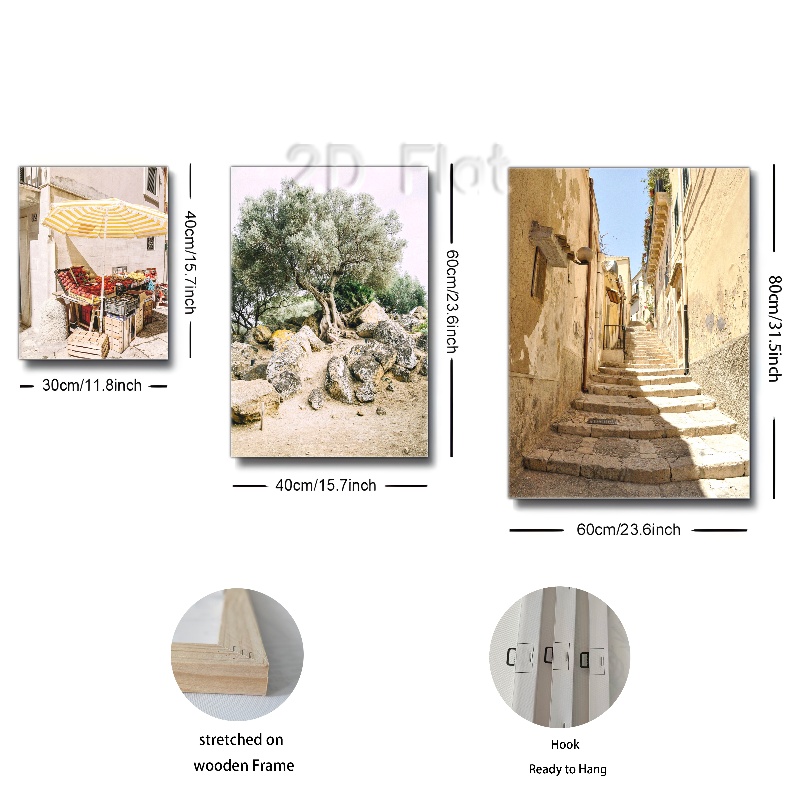 2D Flat
40cm/15.7inch
30cm/11.8inch
60cm/23.6inch
40cm/15.7inch
80cm/31.5inch
60cm/23.6inch
stretched on
wooden Frame
Hook
Ready to Hang